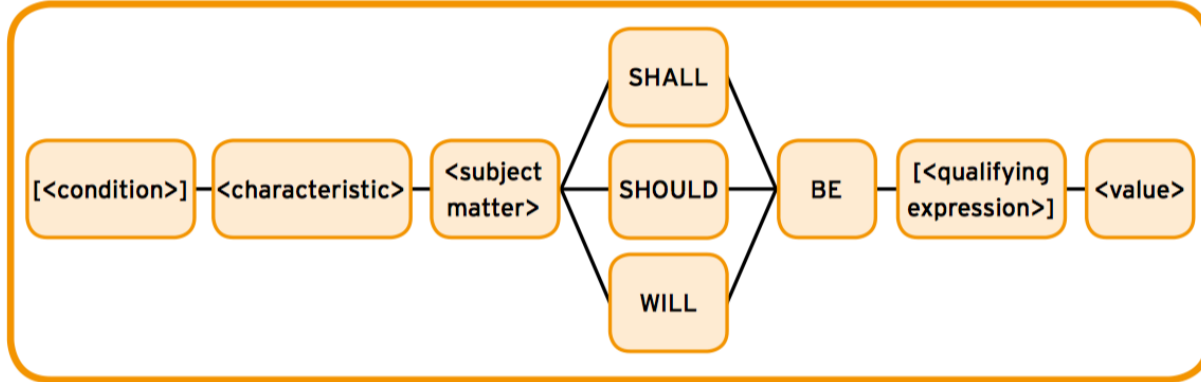 [<condition>]
<characteristic>
<subject
matter>
SHALL
SHOULD
WILL
BE
[<qualifying
expression>]
<value>